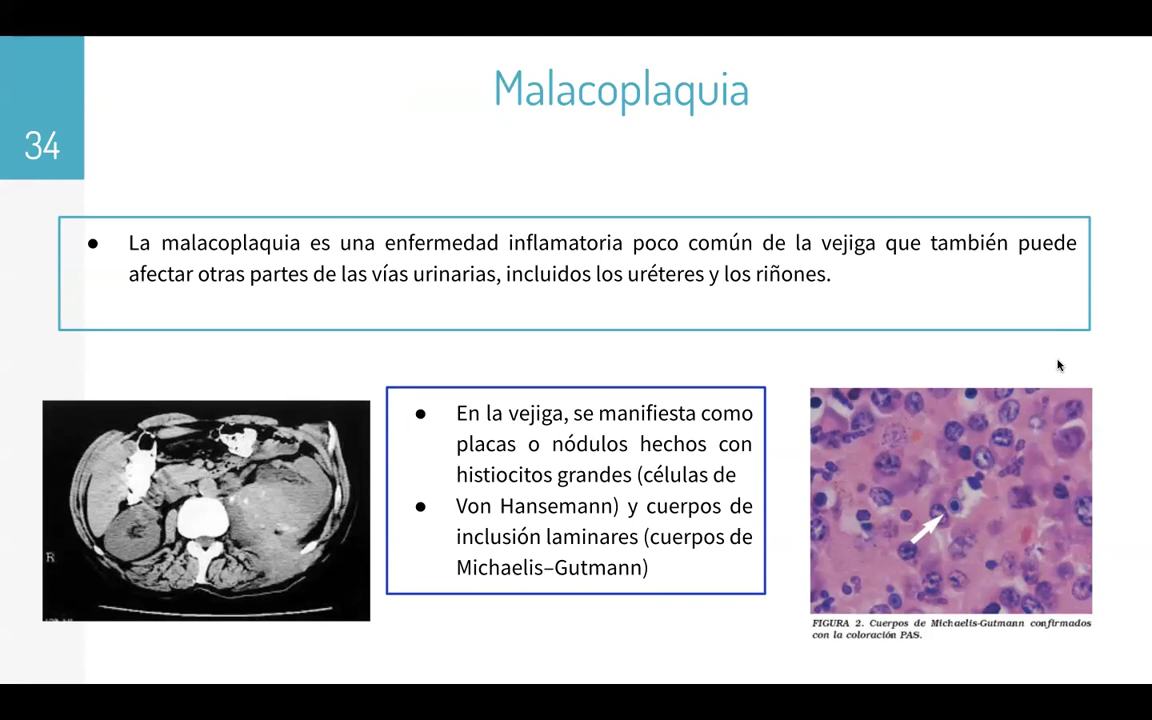 Malacoplaquia
34
● La malacoplaquia es una enfermedad inflamatoria poco común de la vejiga que también puede
afectar otras partes de las vías urinarias, incluidos los uréteres y los riñones.
● En la vejiga, se manifiesta como
placas o nódulos hechos con
histiocitos grandes (células de
● Von Hansemann) y cuerpos de
inclusión laminares (cuerpos de
Michaelis–Gutmann)
R
FIGURA 2. Cuerpos de Michaelis-Gutmann confirmados
con la coloración PAS.